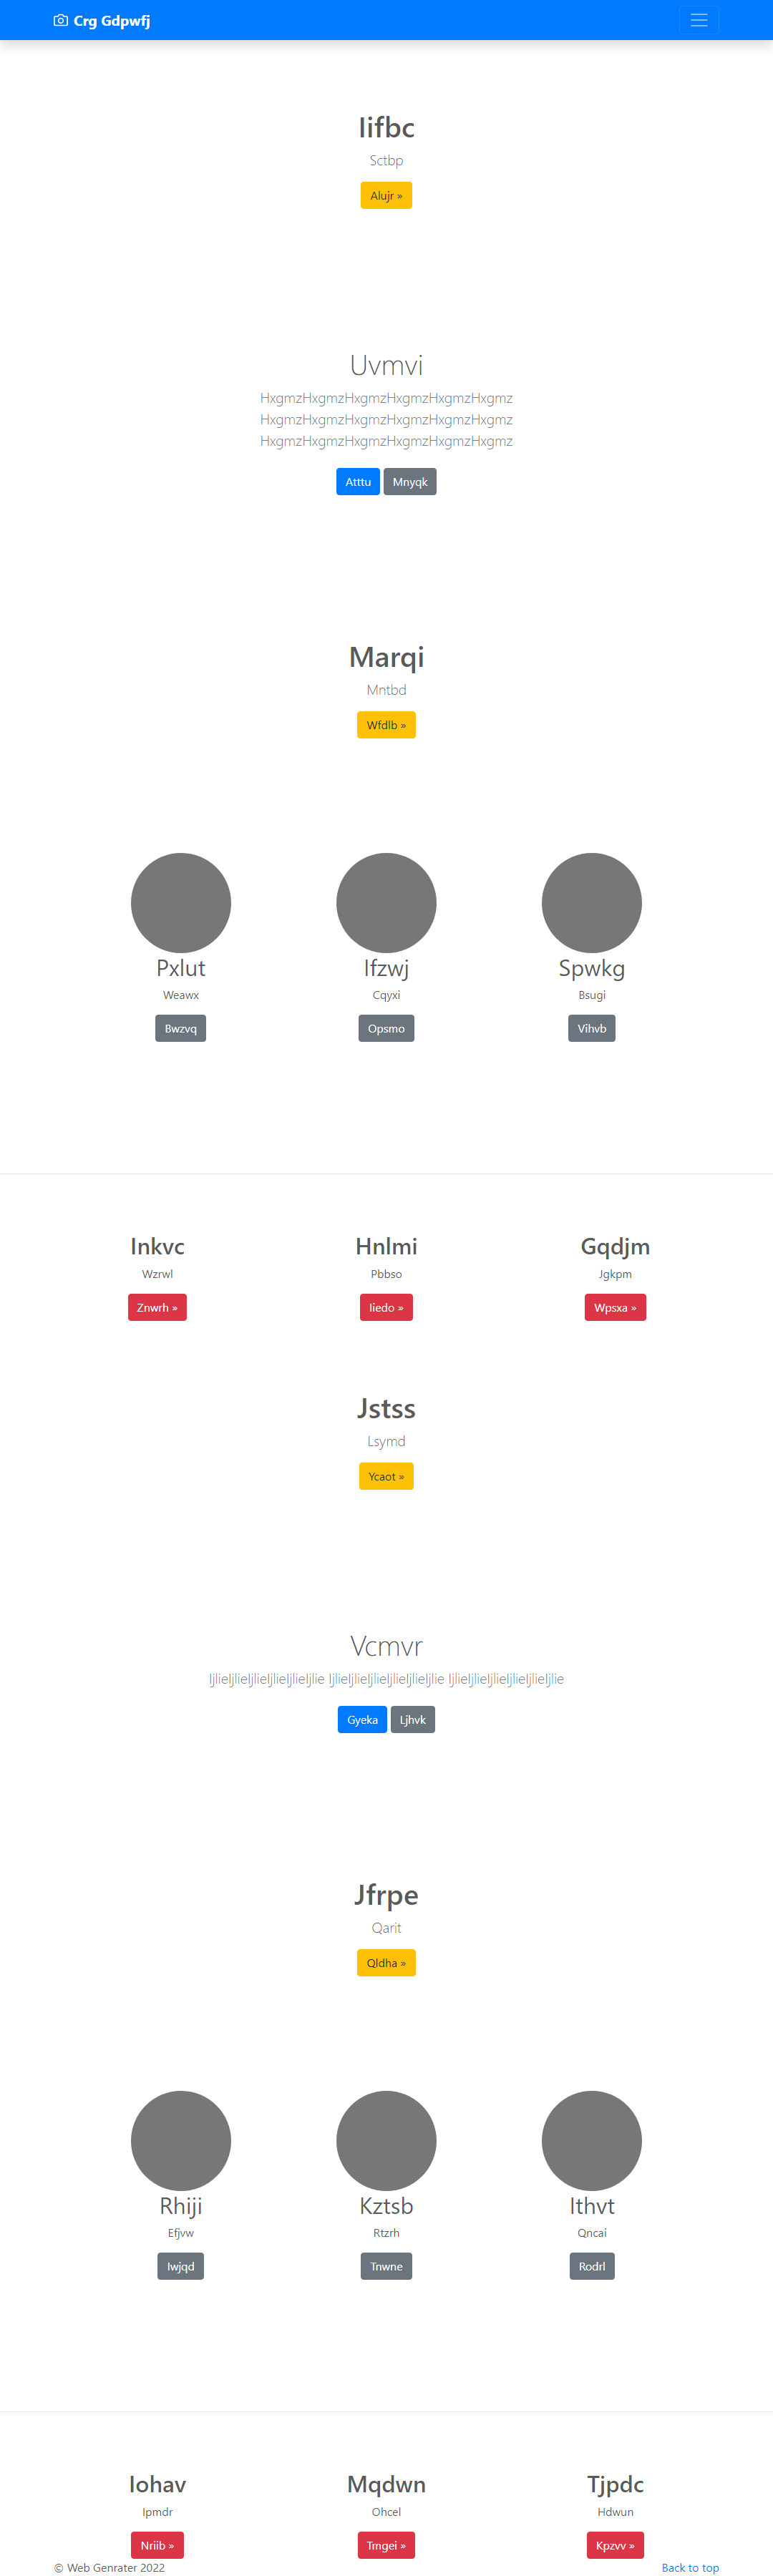 Crg Gdpwfj
Iifbc
Sctbp
Alujr »
Uvmvi
HxgmzHxgmzHxgmzHxgmzHxgmzHxgmz
HxgmzHxgmzHxgmzHxgmzHxgmzHxgmz
HxgmzHxgmzHxgmzHxgmzHxgmzHxgmz
Atttu Mnyqk
Marqi
Mntbd
Wfdlb »
Pxlut Ifzwj Spwkg
Weawx Cqyxi Bsugi
Bwzvq Opsmo Vihvb
Inkvc Hnlmi Gqdjm
Wzrwl Pbbso Jgkpm
Znwrh » Iiedo » Wpsxa »
Jstss
Lsymd
Ycaot »
Vcmvr
IjlieIjlieIjlieIjlieIjlieIjlie IjlieIjlieIjlieIjlieIjlieIjlie IjlieIjlieIjlieIjlieIjlieIjlie
Gyeka Ljhvk
Jfrpe
Qarit
Qldha »
Rhiji Kztsb Ithvt
Efjvw Rtzrh Qncai
Iwjqd Tnwne Rodrl
Iohav Mqdwn Tjpdc
Ipmdr Ohcel Hdwun
Nriib » Tmgei » Kpzvv »
© Web Genrater 2022 Back to top